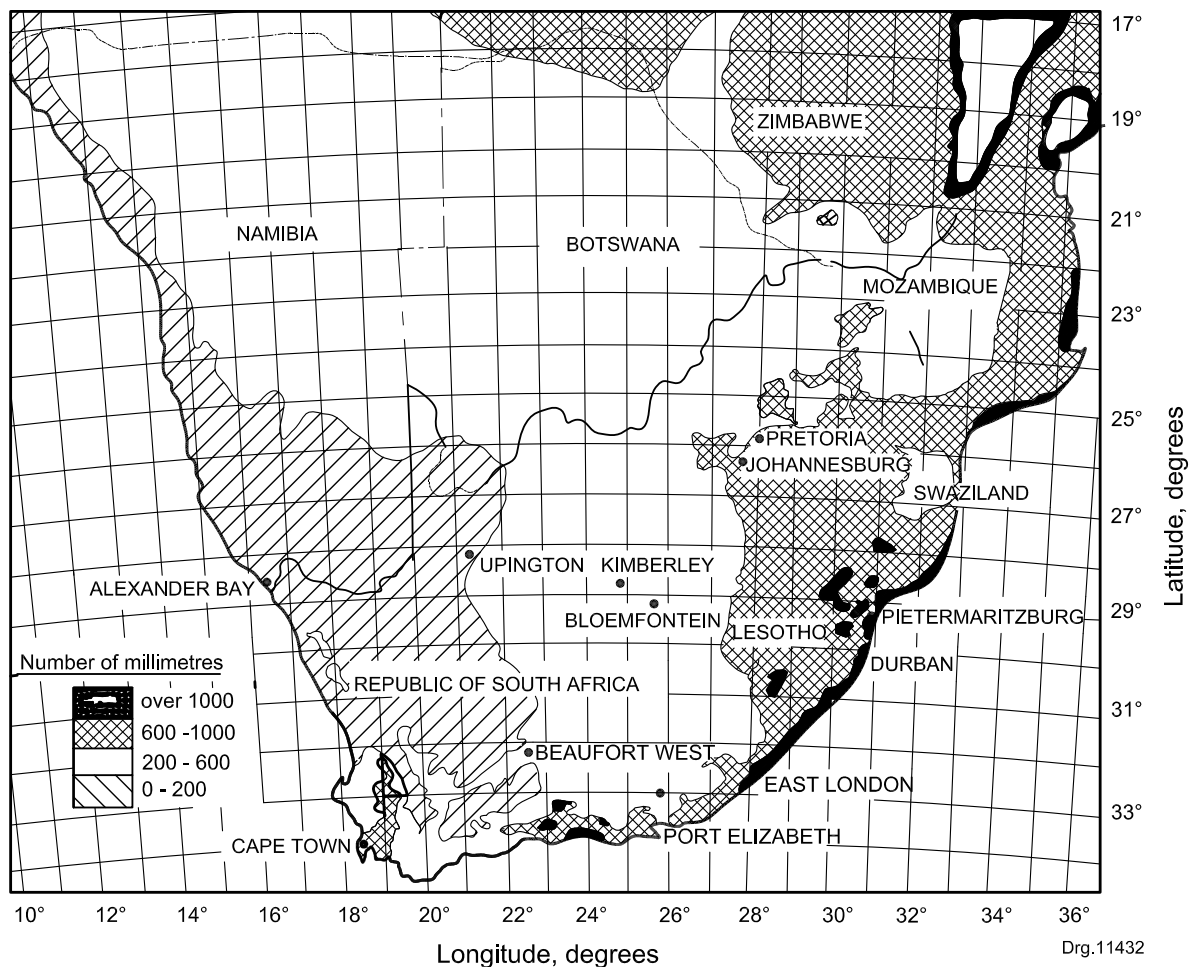 17°
ZIMBABWE
19°
21°
NAMIBIA
BOTSWANA
MOZAMBIQUE
23°
25°
PRETORIA
JOHANNESBURG
SWAZILAND
27°
UPINGTON
KIMBERLEY
ALEXANDER BAY
BLOEMFONTEIN
LESOTHO
PIETERMARITZBURG
29°
DURBAN
REPUBLIC OF SOUTH AFRICA
31°
BEAUFORT WEST
EAST LONDON
33°
PORT ELIZABETH
CAPE TOWN
Number of millimetres
over 1000
600 -1000
200 - 600
0 - 200
Latitude, degrees
10° 12° 14° 16° 18° 20° 22° 24° 26° 28° 30° 32° 34° 36°
Longitude, degrees
Drg.11432